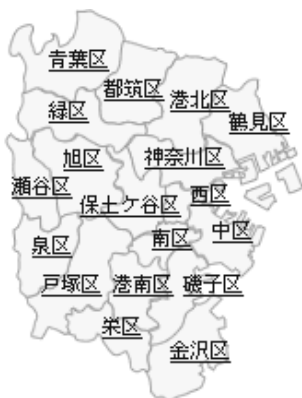 青葉区
都筑区
港北区
緑区
鶴見区
旭区
神奈川区
瀬谷区
西区
保土ケ谷区
泉区
南区
中区
戸塚区
港南区
磯子区
栄区
金沢区